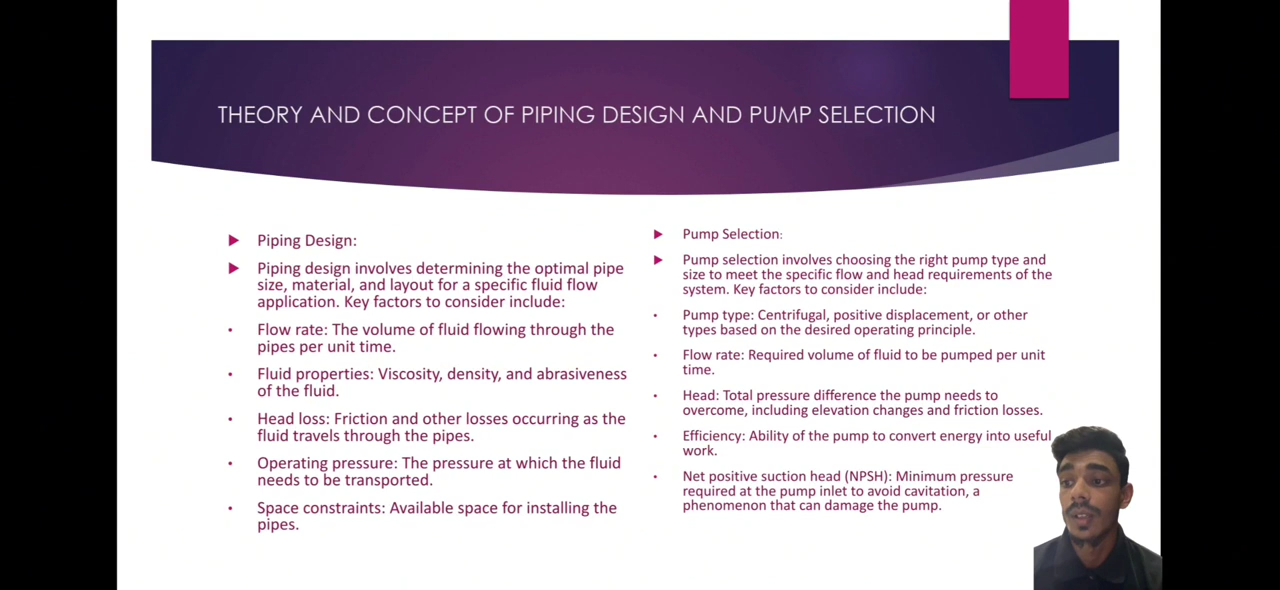 THEORY AND CONCEPT OF PIPING DESIGN AND PUMP SELECTION
Piping Design:
Piping design involves determining the optimal pipe
size, material, and layout for a specific fluid flow
application. Key factors to consider include:
Flow rate: The volume of fluid flowing through the
pipes per unit time.
Fluid properties: Viscosity, density, and abrasiveness
of the fluid.
Head loss: Friction and other losses occurring as the
fluid travels through the pipes.
Operating pressure: The pressure at which the fluid
needs to be transported.
Space constraints: Available space for installing the
pipes.
Pump Selection:
Pump selection involves choosing the right pump type and
size to meet the specific flow and head requirements of the
system. Key factors to consider include:
Pump type: Centrifugal, positive displacement, or other
types based on the desired operating principle.
Flow rate: Required volume of fluid to be pumped per unit
time.
Head: Total pressure difference the pump needs to
overcome, including elevation changes and friction losses.
Efficiency: Ability of the pump to convert energy into useful
work.
Net positive suction head (NPSH): Minimum pressure
required at the pump inlet to avoid cavitation, a
phenomenon that can damage the pump.